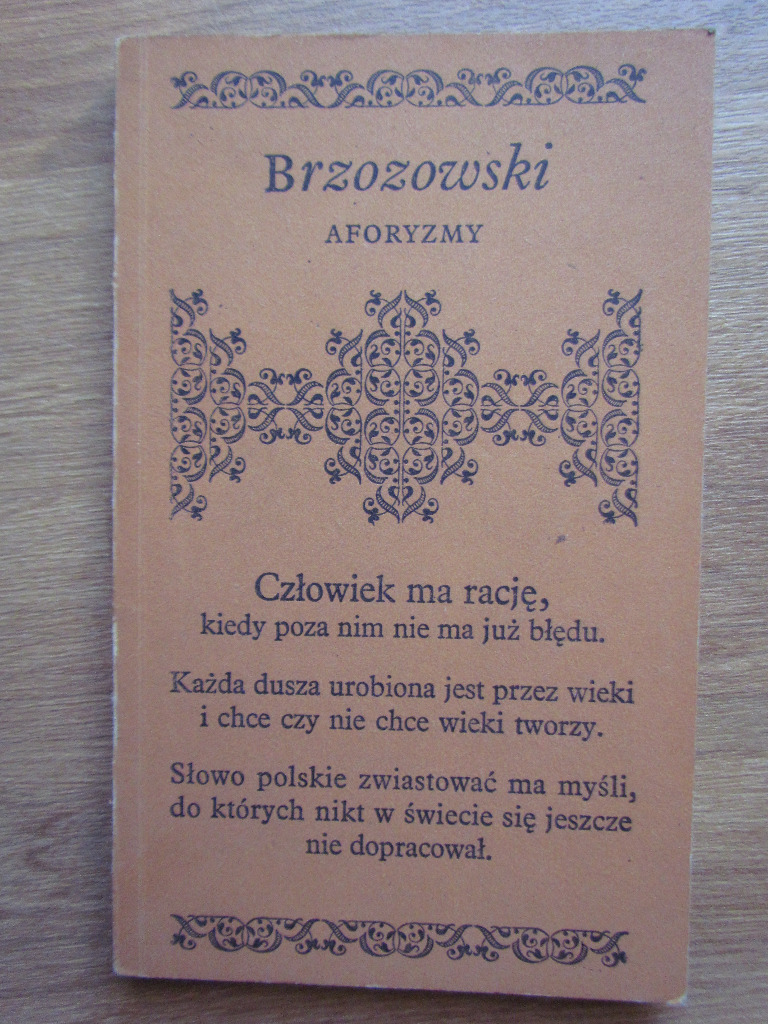 Brzozowski
AFORYZMY
Człowiek ma rację,
kiedy poza nim nie ma już błędu.
Każda dusza urobiona jest przez wieki
i chce czy nie chce wieki tworzy.
Słowo polskie zwiastować ma myśli,
do których nikt w świecie się jeszcze
nie dopracował.